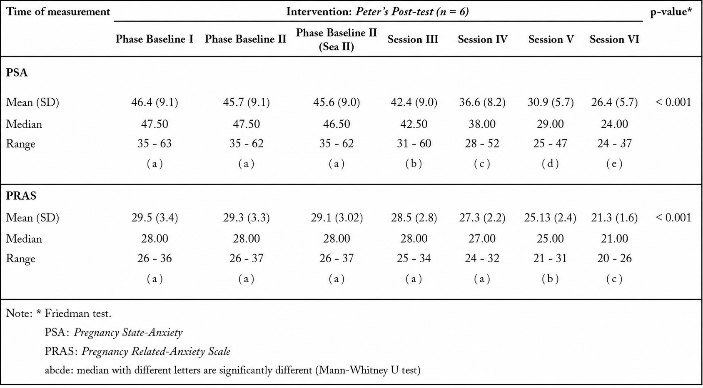 Time of measurement Intervention: Peter's Post-test (n = 6) p-value*
Phase Baseline I Phase Baseline II Phase Baseline II (Sea II) Session III Session IV Session V Session VI
PSA
Mean (SD) 46.4 (9.1) 45.7 (9.1) 45.6 (9.0) 42.4 (9.0) 36.6 (8.2) 30.9 (5.7) 26.4 (5.7) < 0.001
Median 47.50 47.50 46.50 42.50 38.00 29.00 24.00
Range 35 - 63 35 - 62 35 - 62 31 - 60 28 - 52 25 - 47 24 - 37
( a ) ( a ) ( a ) ( b ) ( c ) ( d ) ( e )
PRAS
Mean (SD) 29.5 (3.4) 29.3 (3.3) 29.1 (3.02) 28.5 (2.8) 27.3 (2.2) 25.13 (2.4) 21.3 (1.6) < 0.001
Median 28.00 28.00 28.00 28.00 27.00 25.00 21.00
Range 26 - 36 26 - 37 26 - 37 25 - 34 24 - 32 21 - 31 20 - 26
( a ) ( a ) ( a ) ( a ) ( a ) ( b ) ( c )
Note: * Friedman test.
PSA: Pregnancy State-Anxiety
PRAS: Pregnancy Related-Anxiety Scale
abcde: median with different letters are significantly different (Mann-Whitney U test)